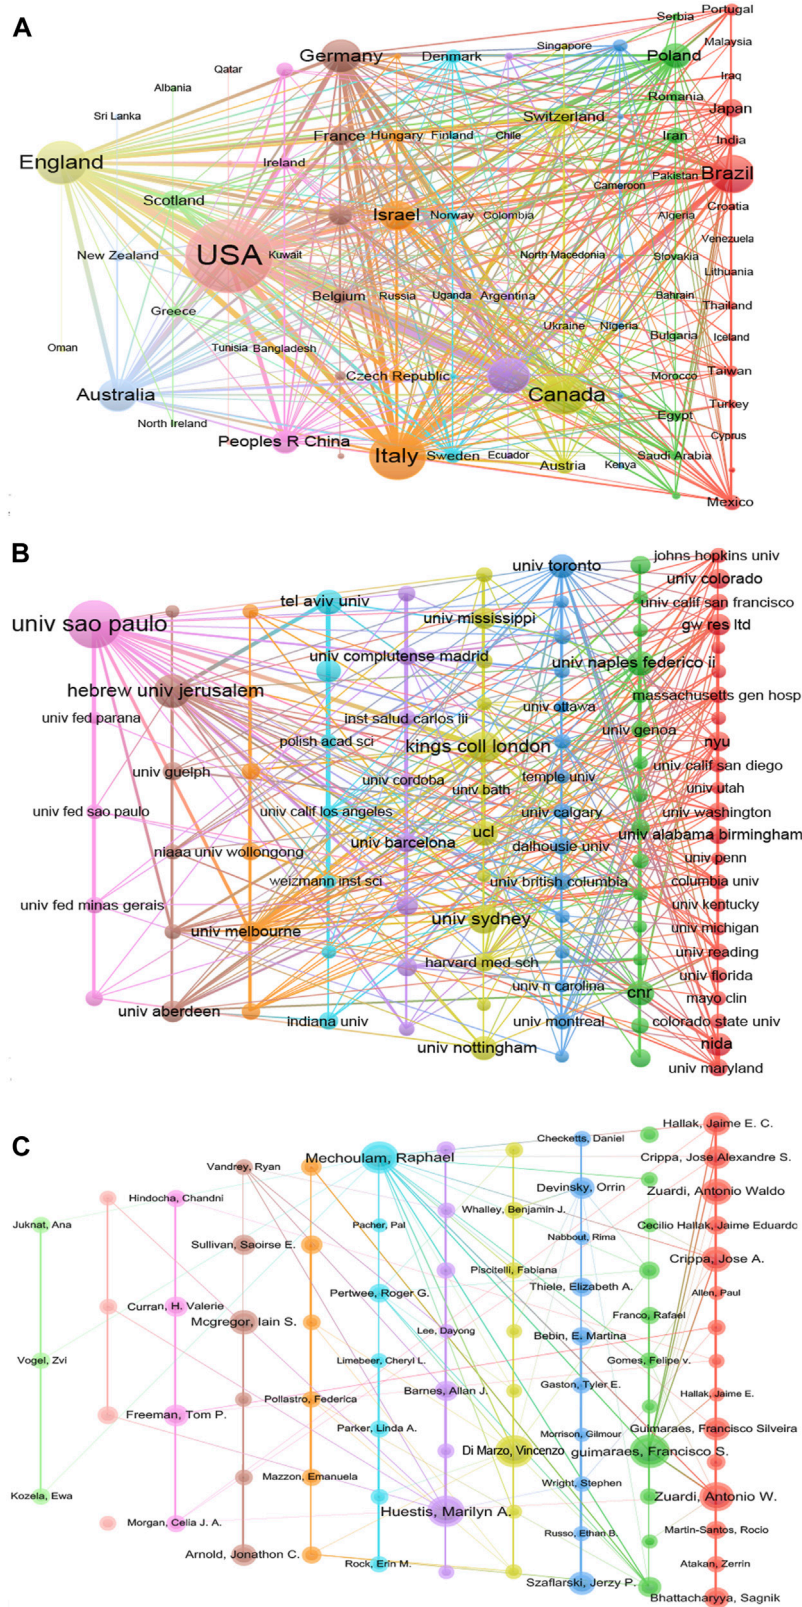 A
Portugal
Serbia
Malaysia
Singapore
Germany
Denmark
Poland
Qatar
Iraq
Albania
Romania
Japan
Sri Lanka
Switzerland
France
Hungary
Finland
Chile
Iran
India
England
Ireland
Brazil
Pakistan
Cameroon
Scotland
Croatia
Israel
Norway
Colombia
Algeria
Venezuela
USA
New Zealand
Kuwait
North Macedonia
Slovakia
Lithuania
Belgium
Russia
Uganda
Argentina
Bahrain
Thailand
Greece
Ukraine
Nigeria
Bulgaria
Iceland
Oman
Tunisia
Bangladesh
Czech Republic
Morocco
Taiwan
Australia
Canada
Turkey
Egypt
North Ireland
Peoples R China
Cyprus
Italy
Sweden
Ecuador
Austria
Kenya
Saudi Arabia
Mexico
B
johns hopkins univ
univ toronto
univ colorado
tel aviv univ
univ calif san francisco
univ sao paulo
univ mississippi
gw res ltd
univ complutense madrid
univ naples federico ii
hebrew univ jerusalem
massachusetts gen hosp
univ ottawa
univ fed parana
inst salud carlos iii
univ genoa
polish acad sci
kings coll london
nyu
univ guelph
univ cordoba
temple univ
univ calif san diego
univ bath
univ utah
univ fed sao paulo
univ calif los angeles
univ calgary
univ washington
ucl
univ alabama birmingham
univ barcelona
dalhousie univ
niaaa
univ wollongong
univ penn
weizmann inst sci
univ british columbia
columbia univ
univ fed minas gerais
univ kentucky
univ sydney
univ melbourne
univ michigan
univ reading
harvard med sch
univ florida
univ n carolina
cnr
mayo clin
univ aberdeen
indiana univ
univ montreal
colorado state univ
nida
univ nottingham
univ maryland
C
Hallak, Jaime E. C.
Checketts, Daniel
Mechoulam, Raphael
Crippa, Jose Alexandre S.
Vandrey, Ryan
Devinsky, Orrin
Zuardi, Antonio Waldo
Hindocha, Chandni
Whalley, Benjamin J.
Juknat, Ana
Pacher, Pal
Cecilio Hallak, Jaime Eduardo
Nabbout, Rima
Sullivan, Saoirse E.
Crippa, Jose A.
Piscitelli, Fabiana
Thiele, Elizabeth A.
Pertwee, Roger G.
Allen, Paul
Curran, H. Valerie
Franco, Rafael
Mcgregor, Iain S.
Lee, Dayong
Bebin, E. Martina
Vogel, Zvi
Limebeer, Cheryl L.
Gomes, Felipe v.
Gaston, Tyler E.
Barnes, Allan J.
Hallak, Jaime E.
Pollastro, Federica
Freeman, Tom P.
Parker, Linda A.
Morrison, Gilmour
Guimaraes, Francisco Silveira
Di Marzo, Vincenzo
guimaraes, Francisco S.
Mazzon, Emanuela
Wright, Stephen
Kozela, Ewa
Zuardi, Antonio W.
Huestis, Marilyn A.
Morgan, Celia J. A.
Russo, Ethan B.
Martin-Santos, Rocio
Arnold, Jonathon C.
Rock, Erin M.
Atakan, Zerrin
Szaflarski, Jerzy P.
Bhattacharyya, Sagnik